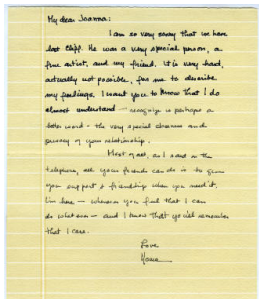 My dear Joanna:
I am so very sorry that we have
lost Cliff. He was a very special person, a
fine artist, and my friend. It is very hard,
actually not possible, for me to describe
my feelings. I want you to know that I do
almost understand — recognize is perhaps a
better word — the very special closeness and
privacy of your relationship.
Most of all, as I said on the
telephone, all your friends can do is to give
you support & friendship when you need it.
I'm here — whenever you feel that I can
do whatever — and I know that you'll remember
that I care.
Love